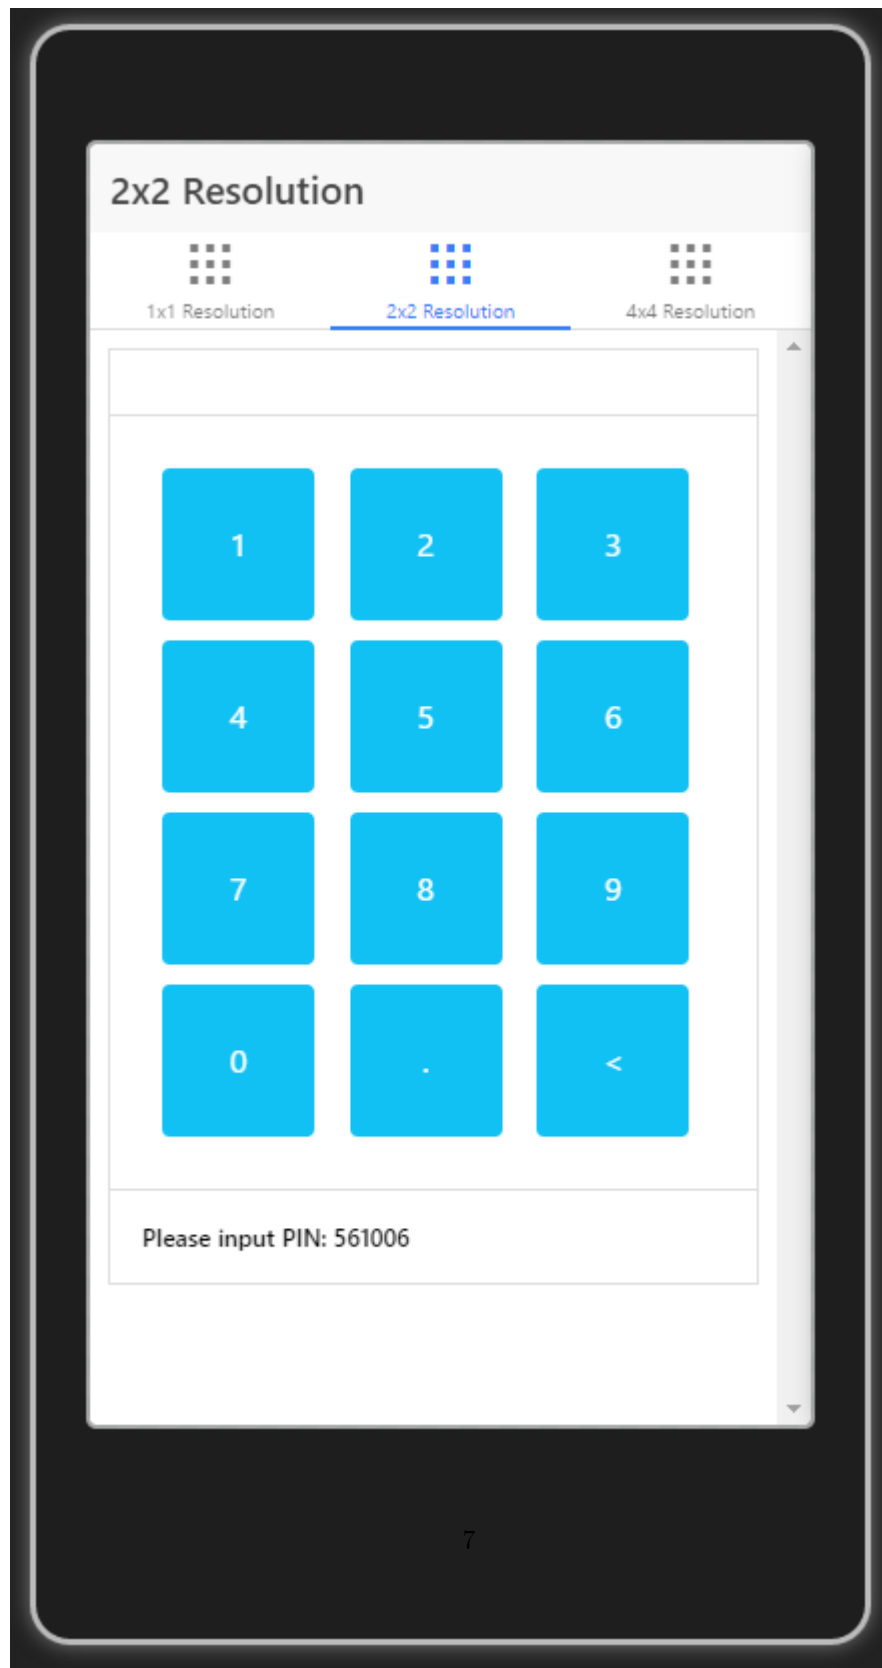 2x2 Resolution
1x1 Resolution 2x2 Resolution 4x4 Resolution
1 2 3
4 5 6
7 8 9
0 . <
Please input PIN: 561006
7